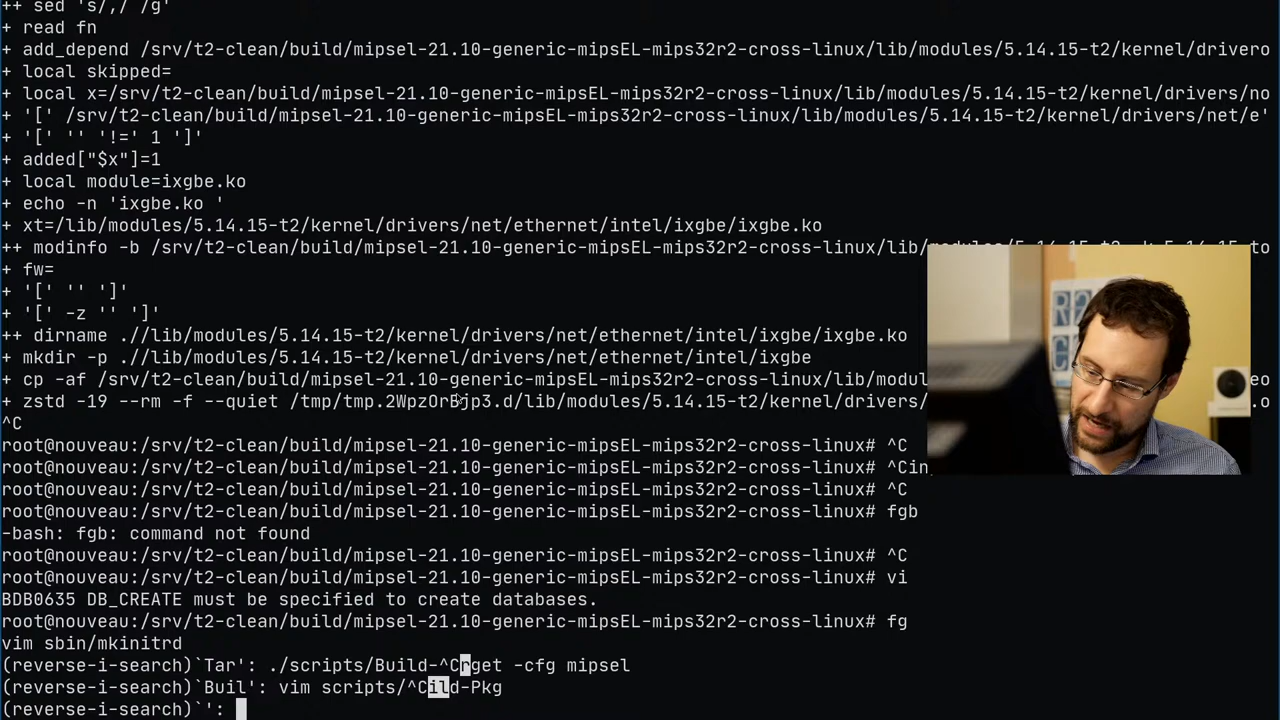 ++ sed 's/,/ /g'
+ read fn
+ add_depend /srv/t2-clean/build/mipsel-21.10-generic-mipsEL-mips32r2-cross-linux/lib/modules/5.14.15-t2/kernel/drivero
+ local skipped=
+ local x=/srv/t2-clean/build/mipsel-21.10-generic-mipsEL-mips32r2-cross-linux/lib/modules/5.14.15-t2/kernel/drivers/no
+ '[' /srv/t2-clean/build/mipsel-21.10-generic-mipsEL-mips32r2-cross-linux/lib/modules/5.14.15-t2/kernel/drivers/net/e'
+ '[' '' '!=' 1 ']'
+ added["$x"]=1
+ local module=ixgbe.ko
+ echo -n 'ixgbe.ko '
+ xt=/lib/modules/5.14.15-t2/kernel/drivers/net/ethernet/intel/ixgbe/ixgbe.ko
++ modinfo -b /srv/t2-clean/build/mipsel-21.10-generic-mipsEL-mips32r2-cross-linux/lib/
+ fw=
+ '[' '' ']'
+ '[' -z '' ']'
++ dirname .//lib/modules/5.14.15-t2/kernel/drivers/net/ethernet/intel/ixgbe/ixgbe.ko
+ mkdir -p .//lib/modules/5.14.15-t2/kernel/drivers/net/ethernet/intel/ixgbe
+ cp -af /srv/t2-clean/build/mipsel-21.10-generic-mipsEL-mips32r2-cross-linux/lib/modul eo
+ zstd -19 --rm -f --quiet /lib/modules/5.14.15-t2/kernel/drivers/ .o
^C
root@nouveau:/srv/t2-clean/build/mipsel-21.10-generic-mipsEL-mips32r2-cross-linux# ^C
root@nouveau:/srv/t2-clean/build/mipsel-21.10-generic-mipsEL-mips32r2-cross-linux# ^Cin
root@nouveau:/srv/t2-clean/build/mipsel-21.10-generic-mipsEL-mips32r2-cross-linux# ^C
root@nouveau:/srv/t2-clean/build/mipsel-21.10-generic-mipsEL-mips32r2-cross-linux# fgb
-bash: fgb: command not found
root@nouveau:/srv/t2-clean/build/mipsel-21.10-generic-mipsEL-mips32r2-cross-linux# ^C
root@nouveau:/srv/t2-clean/build/mipsel-21.10-generic-mipsEL-mips32r2-cross-linux# vi
BDB0635 DB_CREATE must be specified to create databases.
root@nouveau:/srv/t2-clean/build/mipsel-21.10-generic-mipsEL-mips32r2-cross-linux# fg
vim sbin/mkinitrd
(reverse-i-search)`Tar': ./scripts/Build-^Crget -cfg mipsel
(reverse-i-search)`Buil': vim scripts/^Cild-Pkg
(reverse-i-search)`':